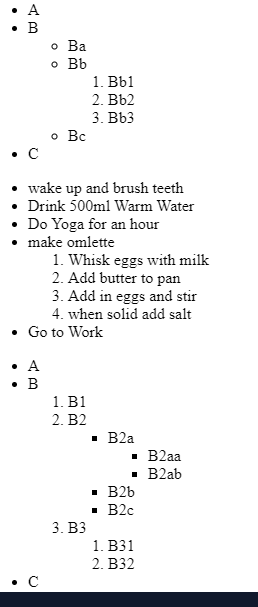 • A
• B
◦ Ba
◦ Bb
1. Bb1
2. Bb2
3. Bb3
◦ Bc
• C
• wake up and brush teeth
• Drink 500ml Warm Water
• Do Yoga for an hour
• make omlette
1. Whisk eggs with milk
2. Add butter to pan
3. Add in eggs and stir
4. when solid add salt
• Go to Work
• A
• B
1. B1
2. B2
▪ B2a
▪ B2aa
▪ B2ab
▪ B2b
▪ B2c
3. B3
1. B31
2. B32
• C